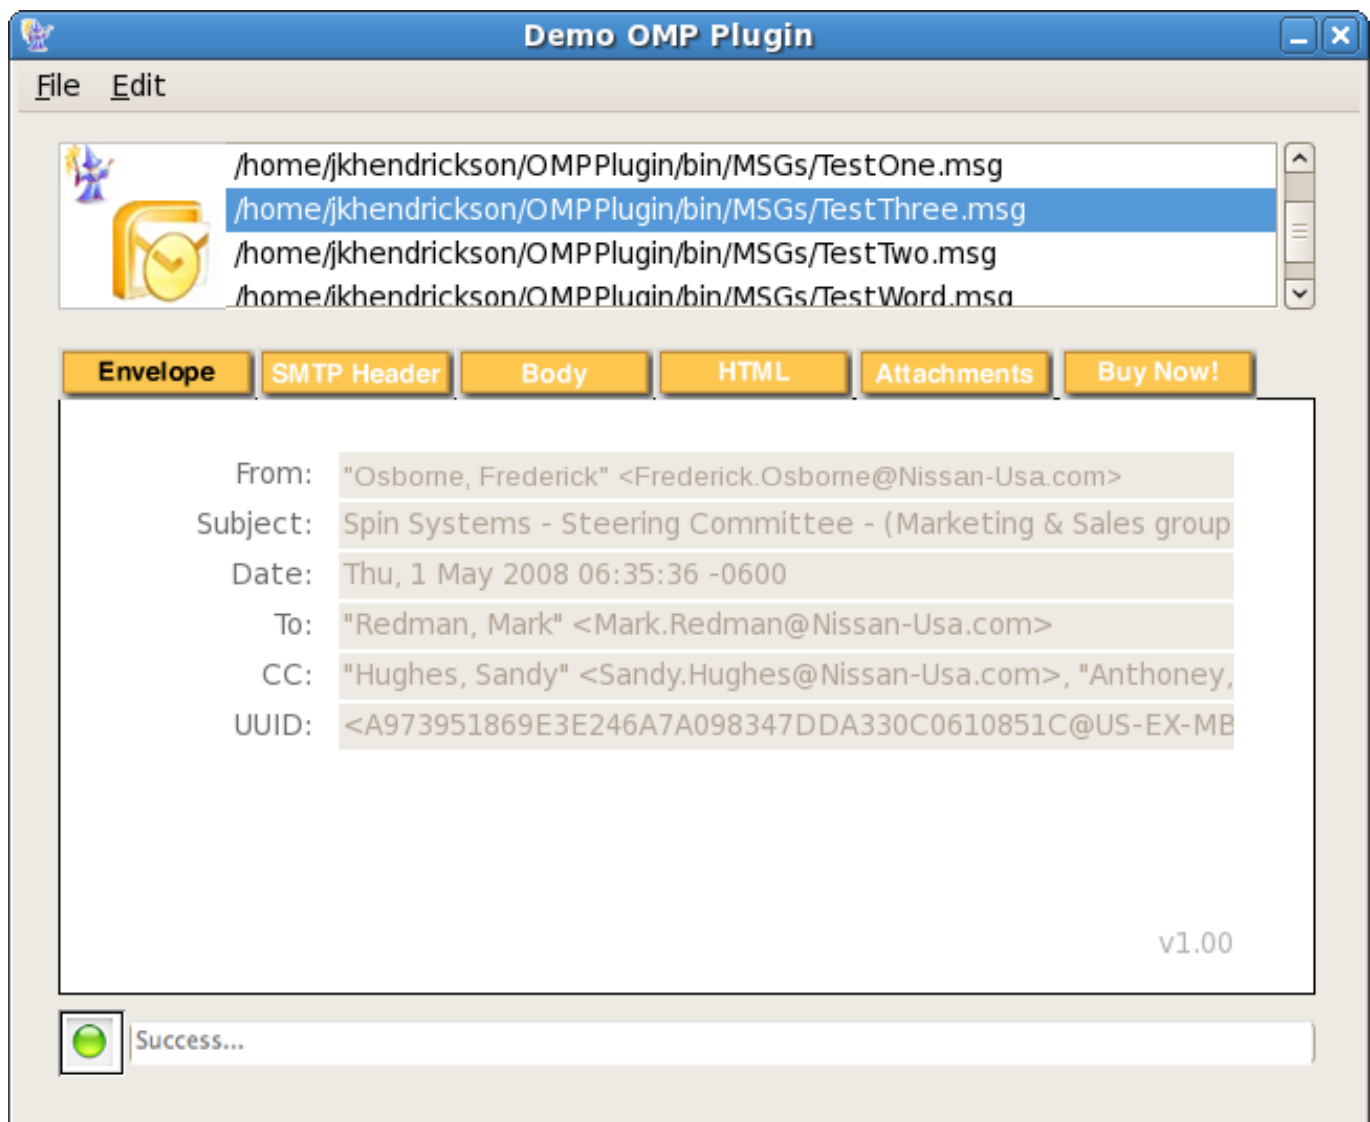 Demo OMP Plugin
File Edit
/home/jkhendrickson/OMPPlugin/bin/MSGs/TestOne.msg
/home/jkhendrickson/OMPPlugin/bin/MSGs/TestThree.msg
/home/jkhendrickson/OMPPlugin/bin/MSGs/TestTwo.msg
/home/jkhendrickson/OMPPlugin/bin/MSGs/TestWord.msg
Envelope SMTP Header Body HTML Attachments Buy Now!
From: "Osborne, Frederick" <Frederick.Osborne@Nissan-Usa.com>
Subject: Spin Systems - Steering Committee - (Marketing & Sales group
Date: Thu, 1 May 2008 06:35:36 -0600
To: "Redman, Mark" <Mark.Redman@Nissan-Usa.com>
CC: "Hughes, Sandy" <Sandy.Hughes@Nissan-Usa.com>, "Anthoney,
UUID: <A973951869E3E246A7A098347DDA330C0610851C@US-EX-MB
v1.00
Success...